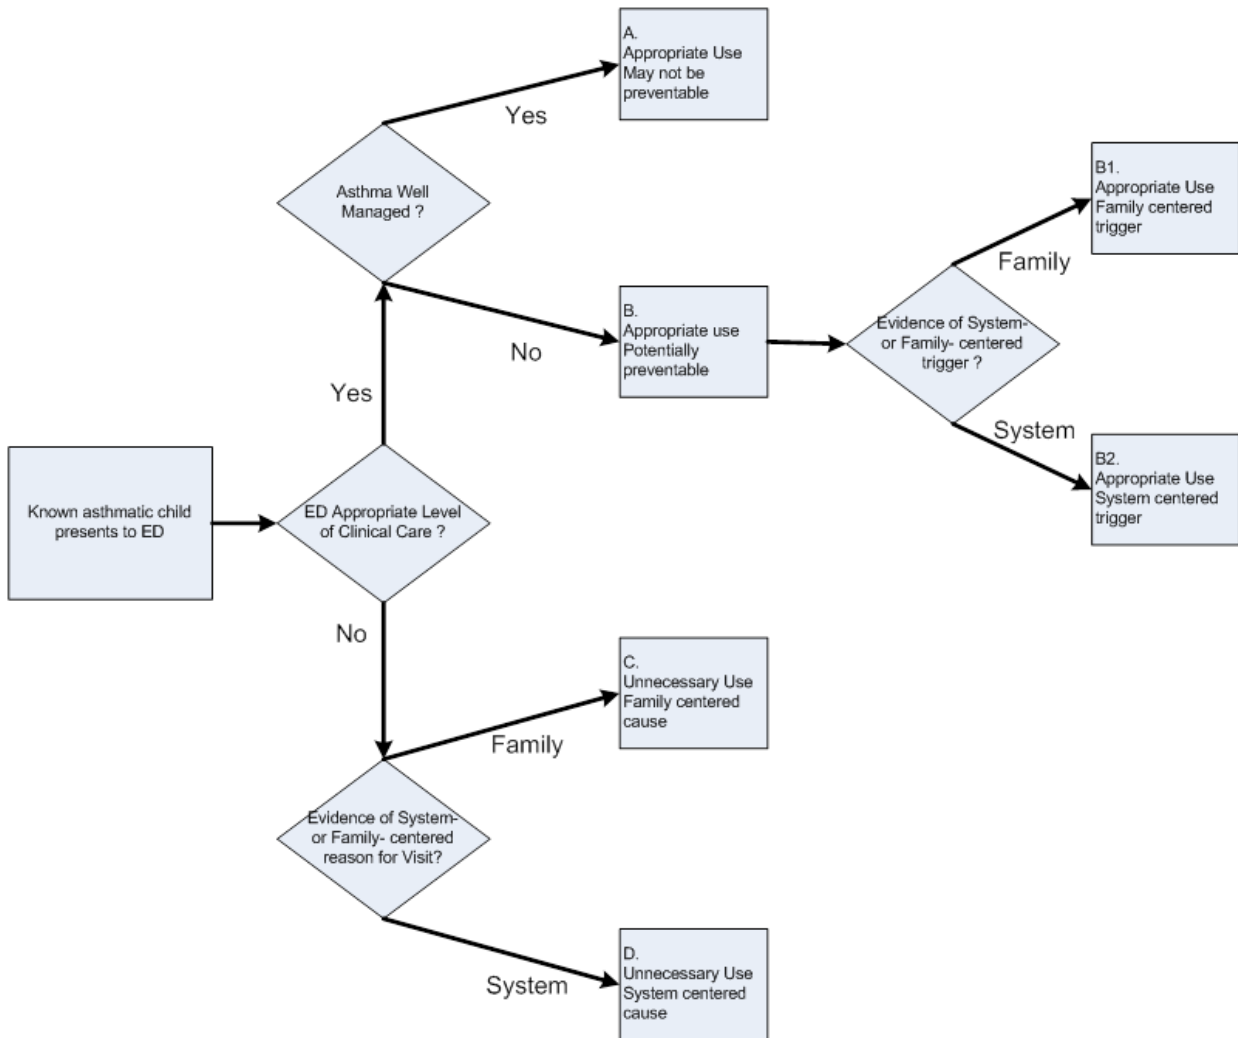 A.
Appropriate Use
May not be
preventable
Yes
Asthma Well
Managed ?
B1.
Appropriate Use
Family centered
trigger
Family
No
B.
Appropriate use
Potentially
preventable
Evidence of System-
or Family- centered
trigger ?
System
B2.
Appropriate Use
System centered
trigger
Yes
Known asthmatic child
presents to ED
ED Appropriate Level
of Clinical Care ?
No
C.
Unnecessary Use
Family centered
cause
Family
Evidence of System-
or Family- centered
reason for Visit?
System
D.
Unnecessary Use
System centered
cause